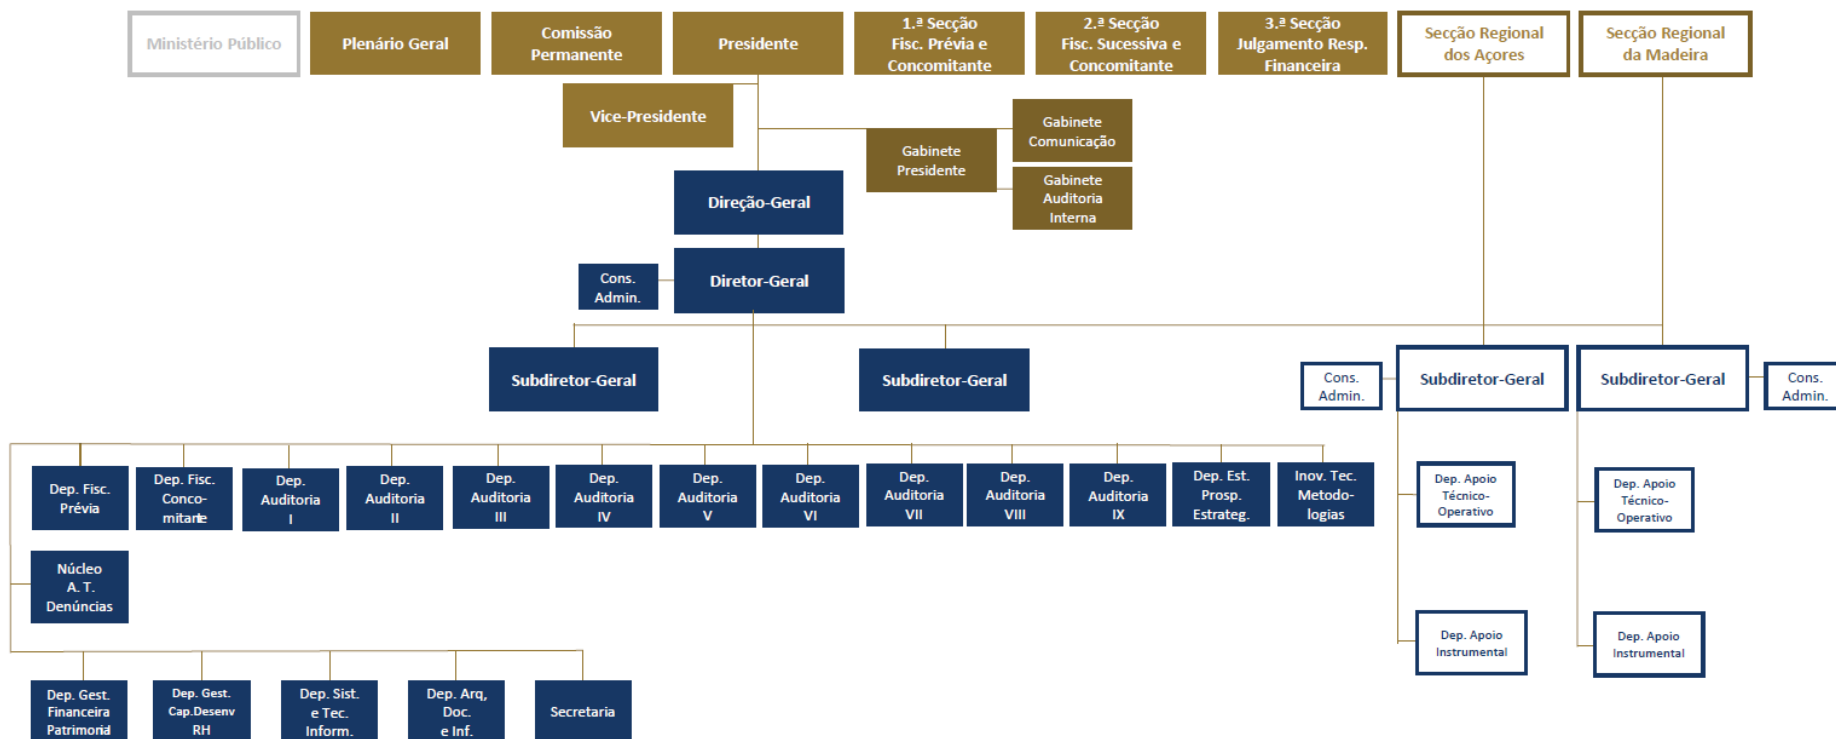 Ministério Público
Plenário Geral
Comissão
Permanente
Presidente
1.ª Secção
Fisc. Prévia e
Concomitante
2.ª Secção
Fisc. Sucessiva e
Concomitante
3.ª Secção
Julgamento Resp.
Financeira
Secção Regional
dos Açores
Secção Regional
da Madeira
Vice-Presidente
Gabinete
Presidente
Gabinete
Comunicação
Gabinete
Auditoria
Interna
Direção-Geral
Cons.
Admin.
Diretor-Geral
Subdiretor-Geral
Subdiretor-Geral
Cons.
Admin.
Subdiretor-Geral
Subdiretor-Geral
Cons.
Admin.
Dep. Fisc.
Prévia
Dep. Fisc.
Conco-
mitante
Dep.
Auditoria
I
Dep.
Auditoria
II
Dep.
Auditoria
III
Dep.
Auditoria
IV
Dep.
Auditoria
V
Dep.
Auditoria
VI
Dep.
Auditoria
VII
Dep.
Auditoria
VIII
Dep.
Auditoria
IX
Dep. Est.
Prosp.
Estrateg.
Inov. Tec.
Metodo-
logias
Dep. Apoio
Técnico-
Operativo
Dep. Apoio
Técnico-
Operativo
Núcleo
A. T.
Denúncias
Dep. Apoio
Instrumental
Dep. Apoio
Instrumental
Dep. Gest.
Financeira
Patrimonial
Dep. Gest.
Cap.Desenv
RH
Dep. Sist.
e Tec.
Inform.
Dep. Arq,
Doc.
e Inf.
Secretaria